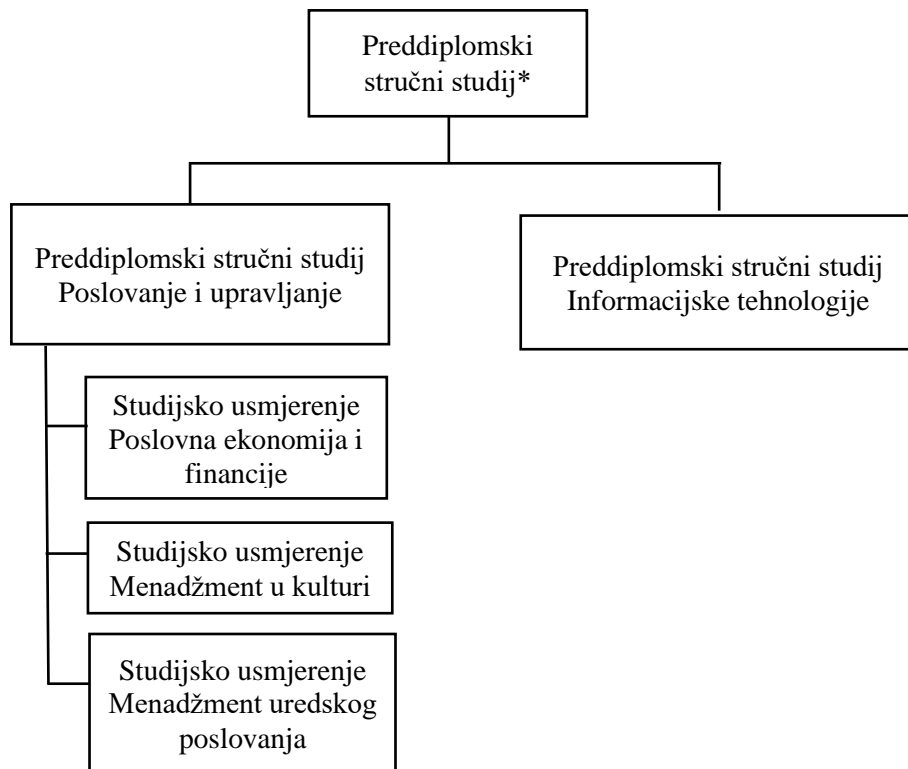 Preddiplomski
stručni studij*
Preddiplomski stručni studij
Poslovanje i upravljanje
Preddiplomski stručni studij
Informacijske tehnologije
Studijsko usmjerenje
Poslovna ekonomija i
financije
Studijsko usmjerenje
Menadžment u kulturi
Studijsko usmjerenje
Menadžment uredskog
poslovanja